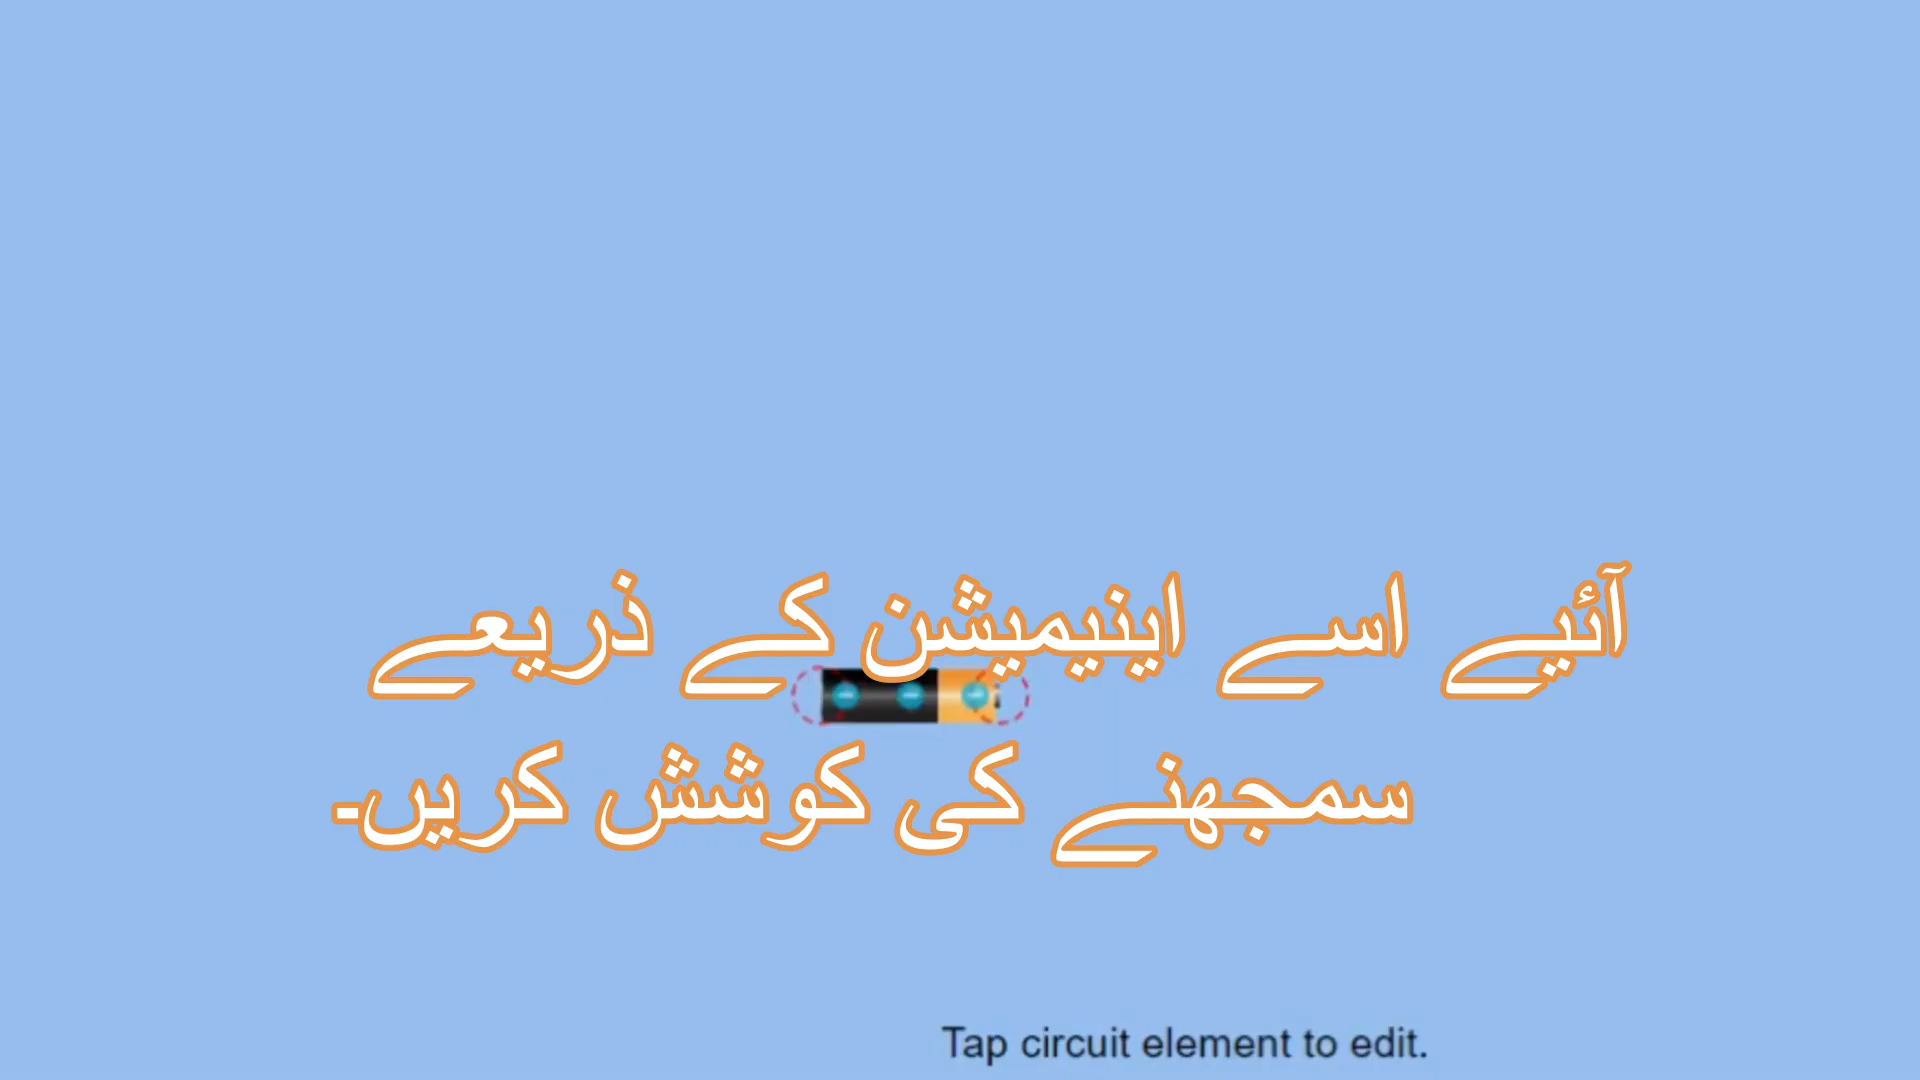 آئیے اسے اینیمیشن کے ذریعے
سمجھنے کی کوشش کریں۔
Tap circuit element to edit.